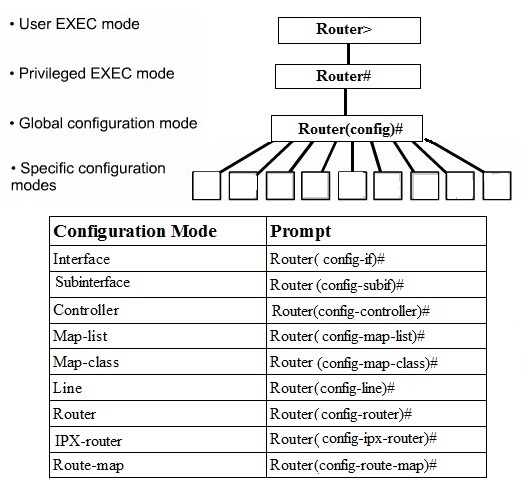 • User EXEC mode
Router>
• Privileged EXEC mode
Router#
• Global configuration mode
Router(config)#
• Specific configuration
modes
Configuration Mode Prompt
Interface Router( config-if)#
Subinterface Router (config-subif)#
Controller Router(config-controller)#
Map-list Router( config-map-list)#
Map-class Router (config-map-class)#
Line Router(config-line)#
Router Router( config-router)#
IPX-router Router( config-ipx-router)#
Route-map Router(config-route-map)#